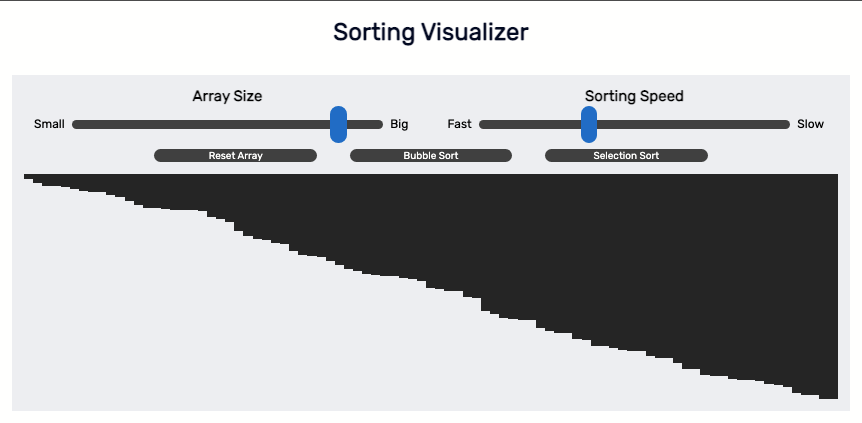 Sorting Visualizer
Array Size
Sorting Speed
Small
Big
Fast
Slow
Reset Array
Bubble Sort
Selection Sort